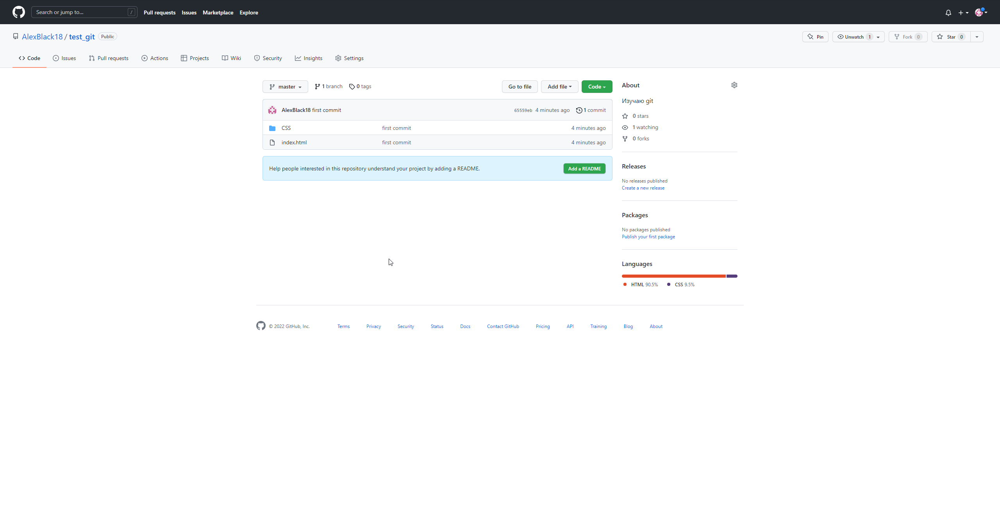 Search or jump to... /
Pull requests Issues Marketplace Explore
AlexBlack18 / test_git Public
Pin Unwatch 1 Fork 0 Star 0
Code Issues Pull requests Actions Projects Wiki Security Insights Settings
master 1 branch 0 tags Go to file Add file Code
AlexBlack18 first commit 65559eb 4 minutes ago 1 commit
CSS first commit 4 minutes ago
index.html first commit 4 minutes ago
Help people interested in this repository understand your project by adding a README. Add a README
About
Изучаю git
0 stars
1 watching
0 forks
Releases
No releases published
Create a new release
Packages
No packages published
Publish your first package
Languages
HTML 90.5% CSS 9.5%
© 2022 GitHub, Inc. Terms Privacy Security Status Docs Contact GitHub Pricing API Training Blog About